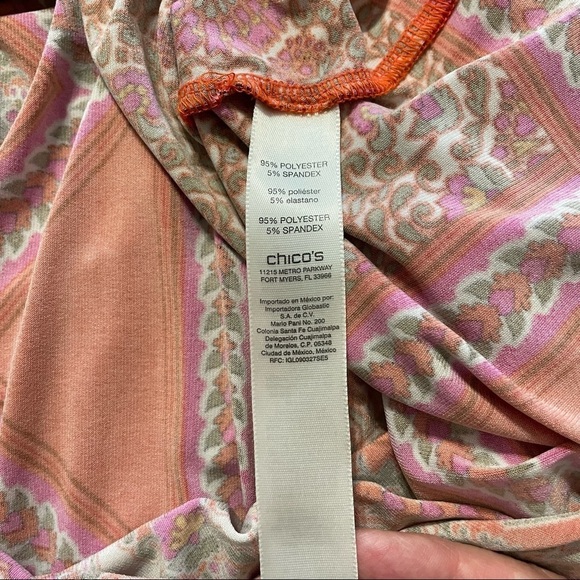 95% POLYESTER
5% SPANDEX
95% poliéster
5% elastano
95% POLYESTER
5% SPANDEX
chico's
11215 METRO PARKWAY
FORT MYERS, FL 33966
Importado en México por:
Importadora Globastic
S.A. de C.V.
Mario Pani No. 200
Colonia Santa Fe Cuajimalpa
Delegación Cuajimalpa
de Morelos, C.P. 05348
Ciudad de México, México
RFC: IGL090327SE5